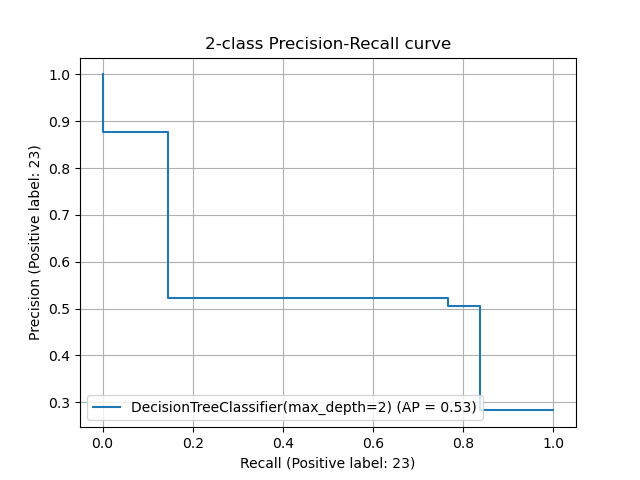 2-class Precision-Recall curve
1.0
0.9
0.8
0.7
0.6
0.5
0.4
0.3
Precision (Positive label: 23)
DecisionTreeClassifier(max_depth=2) (AP = 0.53)
0.0 0.2 0.4 0.6 0.8 1.0
Recall (Positive label: 23)